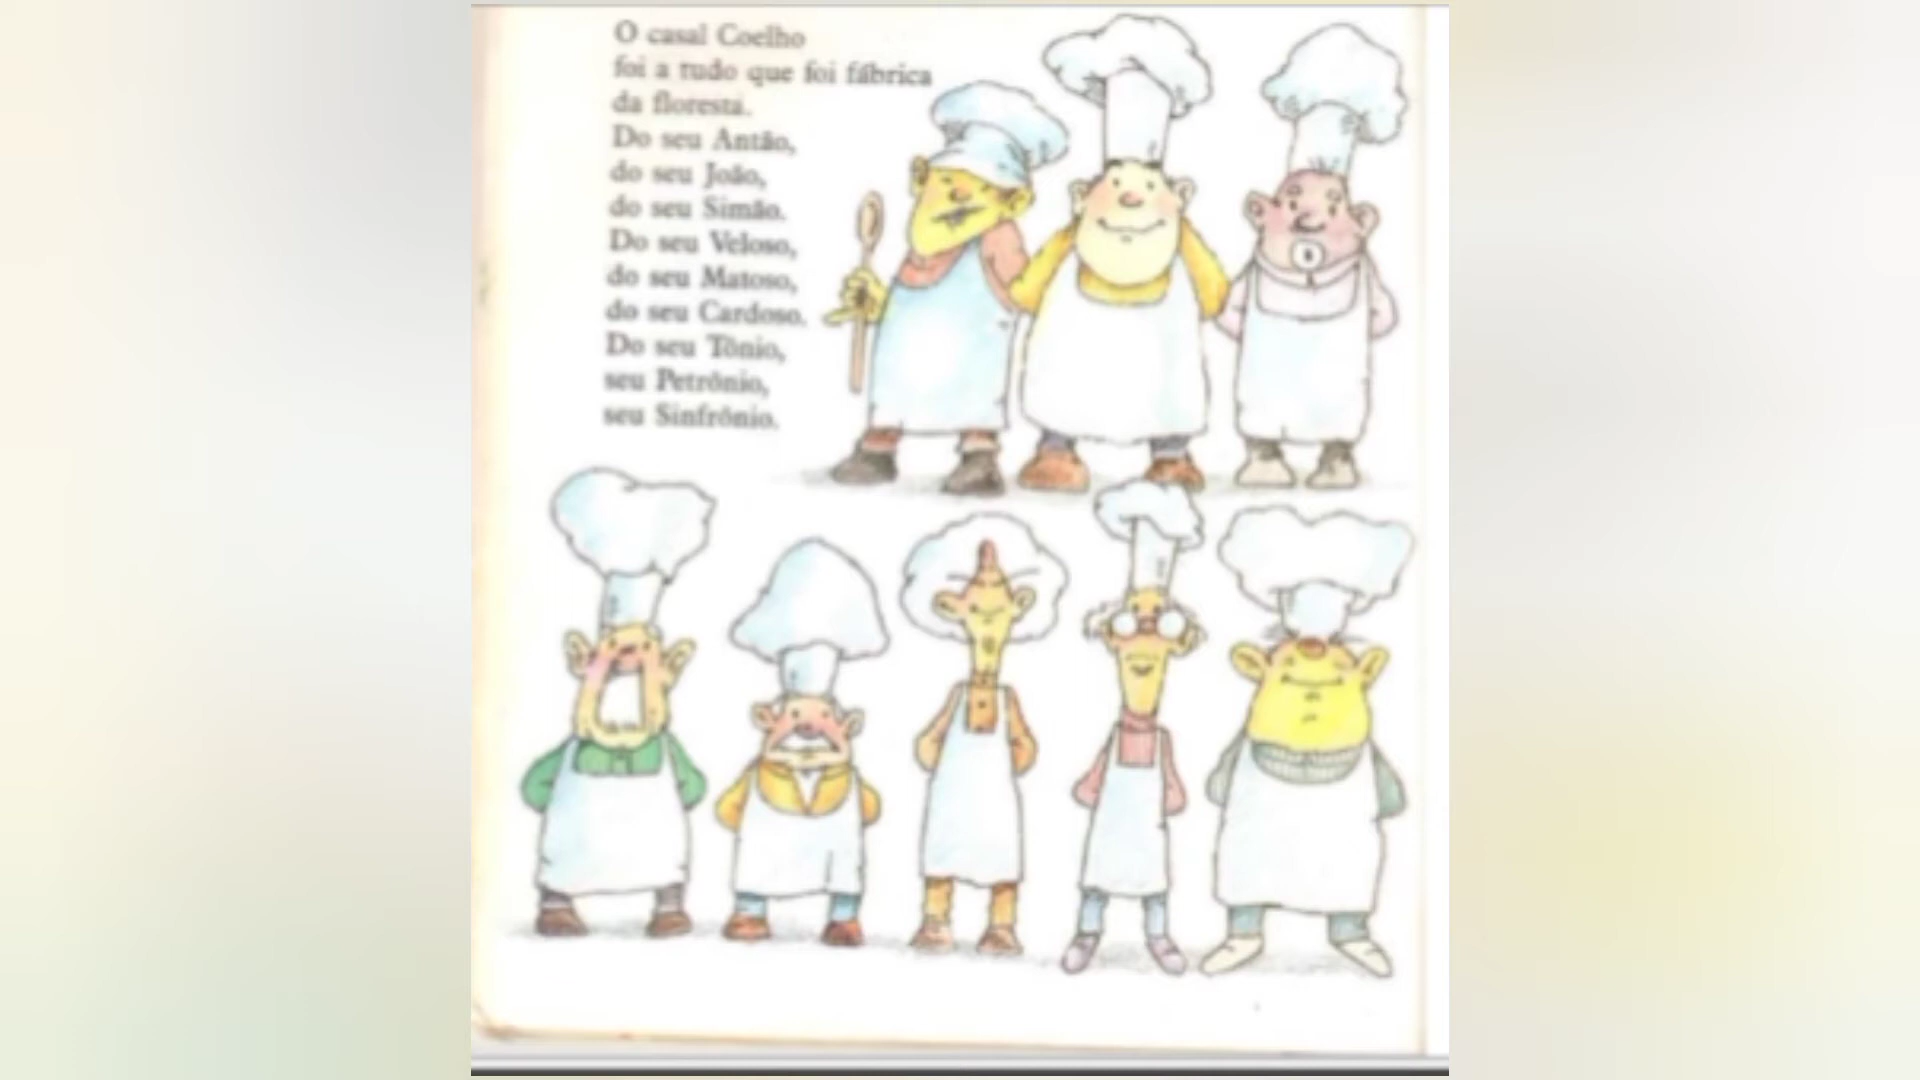 O casal Coelho
foi a tudo que foi fábrica
da floresta.
Do seu Antão,
do seu João,
do seu Simão.
Do seu Veloso,
do seu Matoso,
do seu Cardoso.
Do seu Tônio,
seu Petrônio,
seu Sinfrônio.